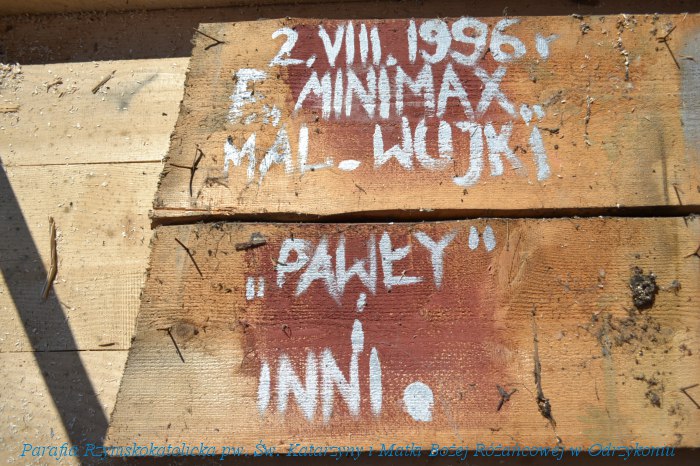 2.VIII.1996 r
F. „MINIMAX"
MAL. WUJKI
„PAWŁY"
i
INNI.
Parafia Rzymskokatolicka pw. Św. Katarzyny i Matki Bożej Różańcowej w Odrzykoniu